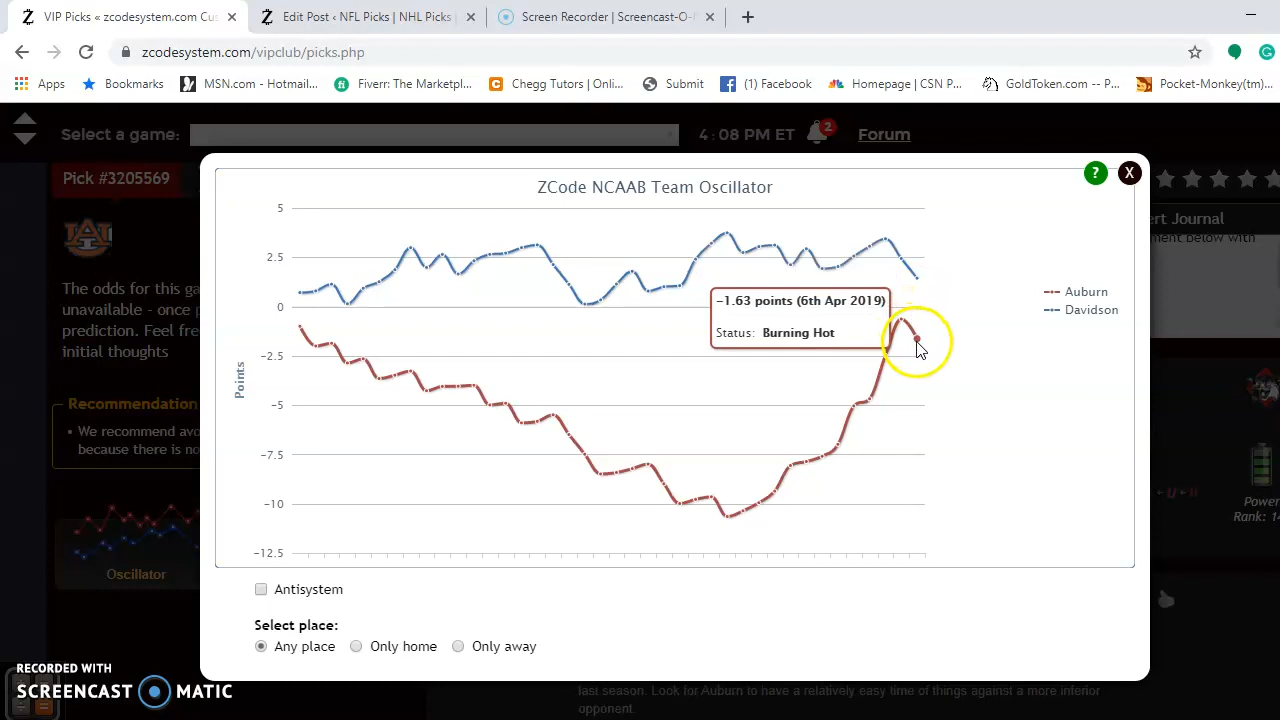 VIP Picks ‹ zcodesystem.com Cus
Edit Post ‹ NFL Picks | NHL Picks |
Screen Recorder | Screencast-O-
zcodesystem.com/vipclub/picks.php
Apps
Bookmarks
MSN.com - Hotmail...
Fiverr: The Marketpl...
Chegg Tutors | Onli...
Submit
(1) Facebook
Homepage | CSN P...
GoldToken.com -- P...
Pocket-Monkey(tm)...
Select a game:
4:08 PM ET
2
Forum
Pick #3205569
ert Journal
ment below with
The odds for this ga
unavailable - once p
prediction. Feel free
initial thoughts
Recommendation
• We recommend avo
because there is no
Oscillator
Power
Rank: 14
?
X
ZCode NCAAB Team Oscillator
5
2.5
0
−2.5
−5
−7.5
−10
−12.5
Points
−1.63 points (6th Apr 2019)
Status: Burning Hot
Auburn
Davidson
Antisystem
Select place:
Any place
Only home
Only away
RECORDED WITH
SCREENCAST MATIC
last season. Look for Auburn to have a relatively easy time of things against a more inferior
opponent.